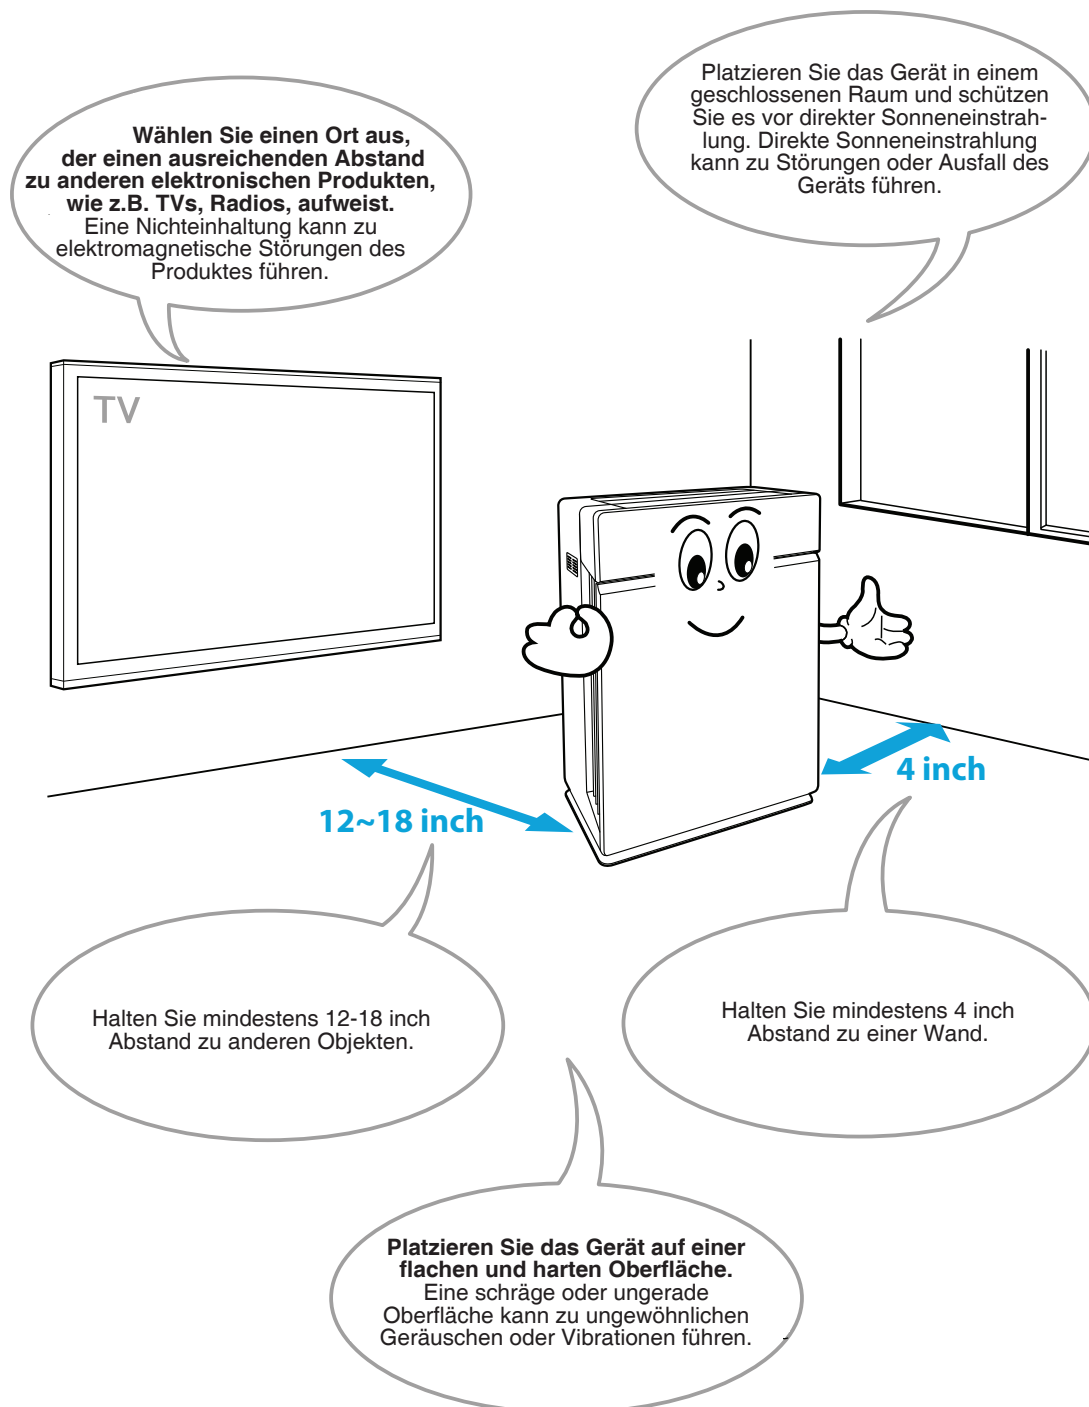 Wählen Sie einen Ort aus,
der einen ausreichenden Abstand
zu anderen elektronischen Produkten,
wie z.B. TVs, Radios, aufweist.
Eine Nichteinhaltung kann zu
elektromagnetische Störungen des
Produktes führen.
Platzieren Sie das Gerät in einem
geschlossenen Raum und schützen
Sie es vor direkter Sonneneinstrah-
lung. Direkte Sonneneinstrahlung
kann zu Störungen oder Ausfall des
Geräts führen.
TV
4 inch
12~18 inch
Halten Sie mindestens 12-18 inch
Abstand zu anderen Objekten.
Halten Sie mindestens 4 inch
Abstand zu einer Wand.
Platzieren Sie das Gerät auf einer
flachen und harten Oberfläche.
Eine schräge oder ungerade
Oberfläche kann zu ungewöhnlichen
Geräuschen oder Vibrationen führen.